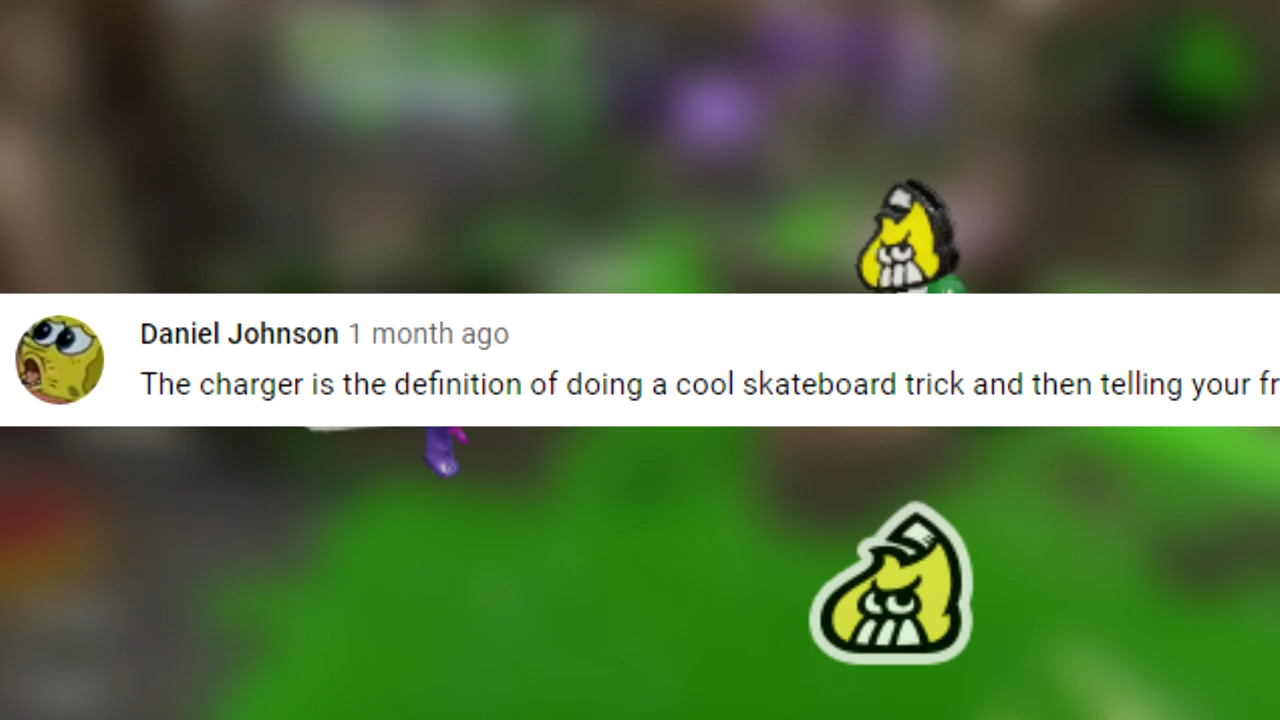 Daniel Johnson 1 month ago
The charger is the definition of doing a cool skateboard trick and then telling your fr